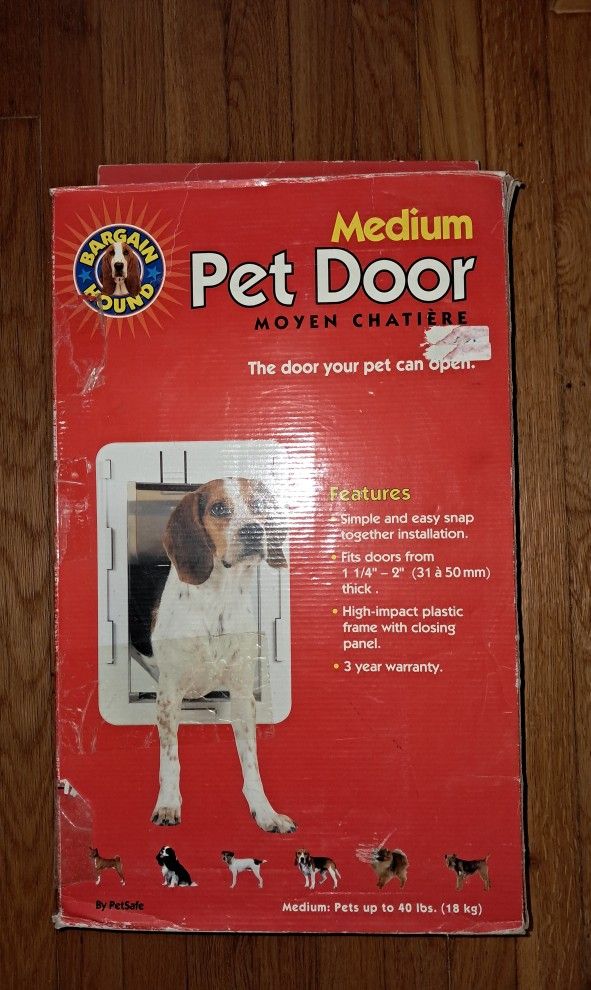 BARGAIN
HOUND
Medium
Pet Door
MOYEN CHATIÈRE
The door your pet can open.
Features
• Simple and easy snap
together installation.
• Fits doors from
1 1/4" – 2" (31 à 50 mm)
thick .
• High-impact plastic
frame with closing
panel.
• 3 year warranty.
By PetSafe
Medium: Pets up to 40 lbs. (18 kg)